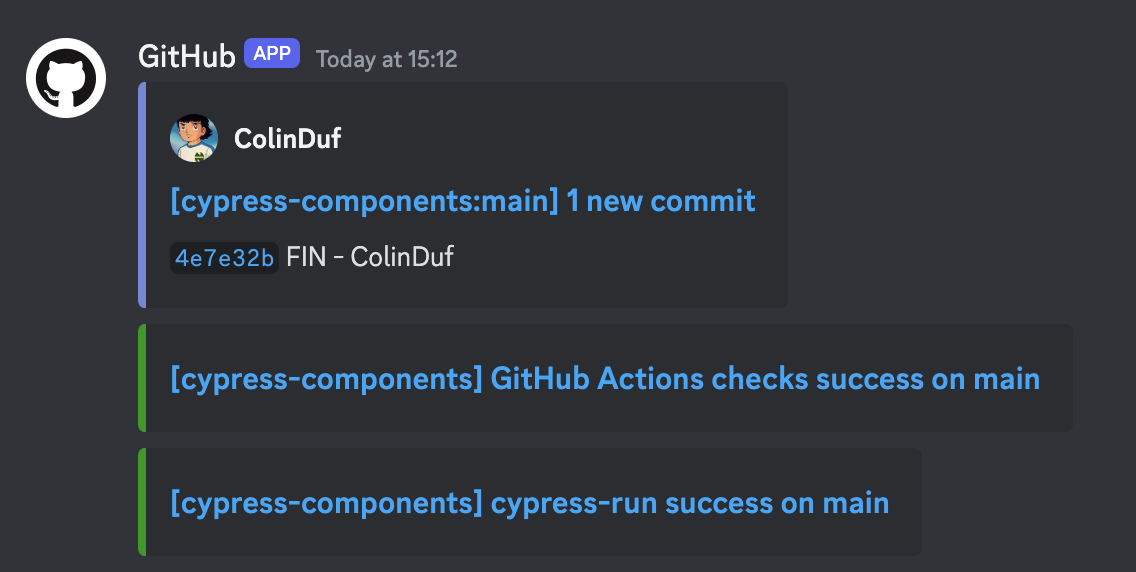 GitHub APP Today at 15:12
ColinDuf
[cypress-components:main] 1 new commit
4e7e32b FIN - ColinDuf
[cypress-components] GitHub Actions checks success on main
[cypress-components] cypress-run success on main